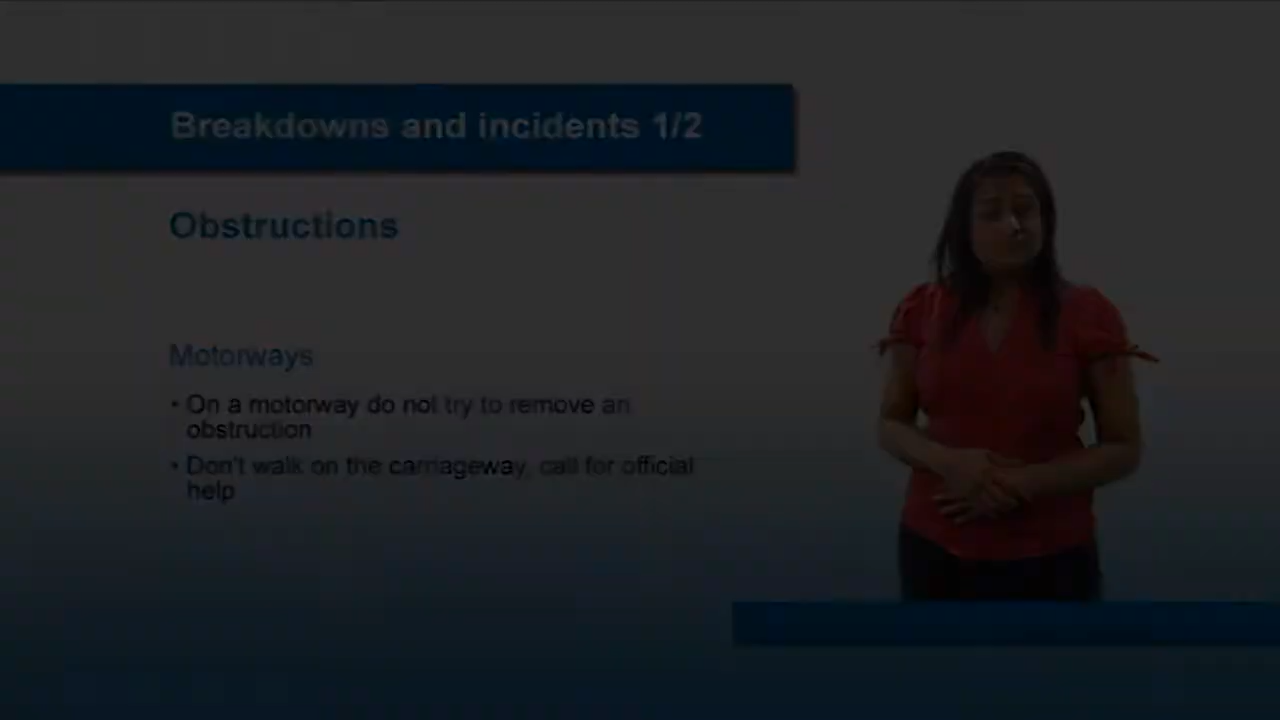 Breakdowns and incidents 1/2
Obstructions
Motorways
• On a motorway do not try to remove an
obstruction
• Don't walk on the carriageway, call for official
help